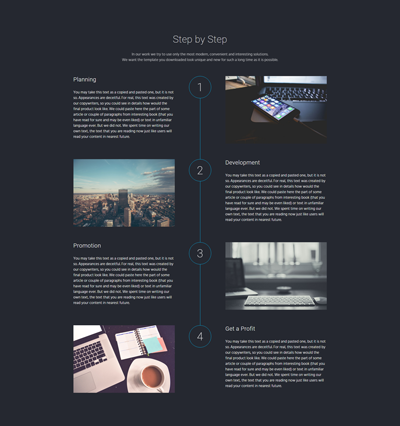 Step by Step
In our work we try to use only the most modern, convenient and interesting solutions.
We want the template you downloaded look unique and new for such a long time as it is possible.
Planning
You may take this text as a copied and pasted one, but it is not
so. Appearances are deceitful. For real, this text was created by
our copywriters, so you could see in details how would the
final product look like. We could paste here the part of some
article or couple of paragraphs from interesting book (that you
have read for sure and may be even liked) or text in unfamiliar
language ever. But we did not. We spent time on writing our
own text, the text that you are reading now just like users will
read your content in nearest future.
1
2
Development
You may take this text as a copied and pasted one, but it is not
so. Appearances are deceitful. For real, this text was created by
our copywriters, so you could see in details how would the
final product look like. We could paste here the part of some
article or couple of paragraphs from interesting book (that you
have read for sure and may be even liked) or text in unfamiliar
language ever. But we did not. We spent time on writing our
own text, the text that you are reading now just like users will
read your content in nearest future.
Promotion
You may take this text as a copied and pasted one, but it is not
so. Appearances are deceitful. For real, this text was created by
our copywriters, so you could see in details how would the
final product look like. We could paste here the part of some
article or couple of paragraphs from interesting book (that you
have read for sure and may be even liked) or text in unfamiliar
language ever. But we did not. We spent time on writing our
own text, the text that you are reading now just like users will
read your content in nearest future.
3
4
Get a Profit
You may take this text as a copied and pasted one, but it is not
so. Appearances are deceitful. For real, this text was created by
our copywriters, so you could see in details how would the
final product look like. We could paste here the part of some
article or couple of paragraphs from interesting book (that you
have read for sure and may be even liked) or text in unfamiliar
language ever. But we did not. We spent time on writing our
own text, the text that you are reading now just like users will
read your content in nearest future.